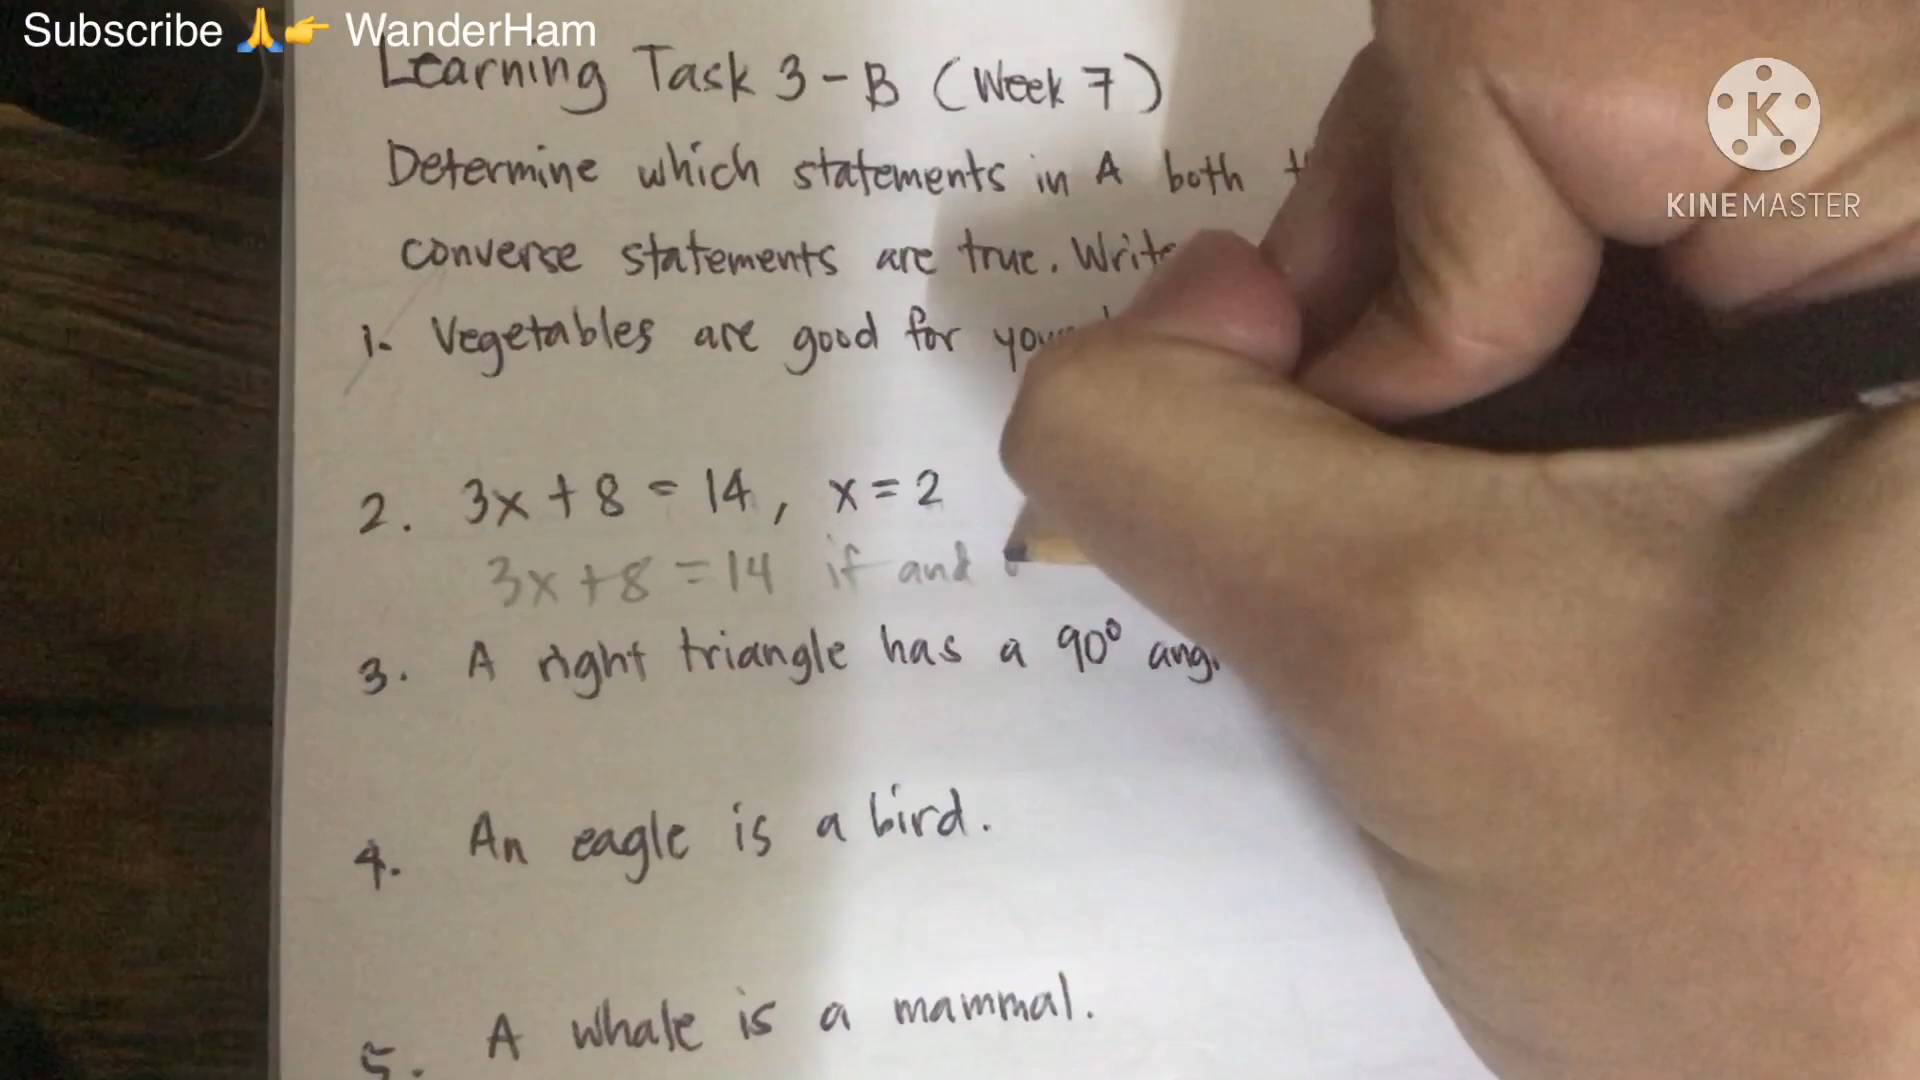 Subscribe 🙏👉 WanderHam
Learning Task 3-B (Week 7)
K
KINEMASTER
Determine which statements in A both
converse statements are true. Write
1. Vegetables are good for
2. 3x + 8 = 14, x = 2
3x + 8 = 14 if and
3. A right triangle has a 90°
4. An eagle is a bird.
5. A whale is a mammal.